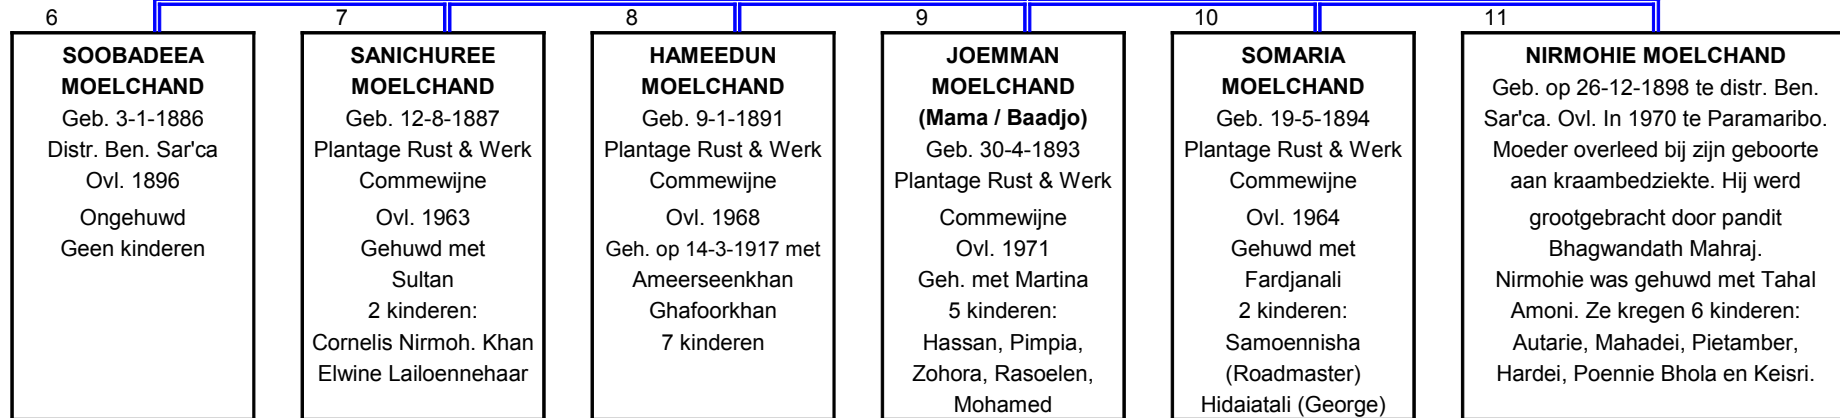 6
SOOBADEEA
MOELCHAND
Geb. 3-1-1886
Distr. Ben. Sar'ca
Ovl. 1896
Ongehuwd
Geen kinderen
7
SANICHUREE
MOELCHAND
Geb. 12-8-1887
Plantage Rust & Werk
Commewijne
Ovl. 1963
Gehuwd met
Sultan
2 kinderen:
Cornelis Nirmoh. Khan
Elwine Lailoennehaar
8
HAMEEDUN
MOELCHAND
Geb. 9-1-1891
Plantage Rust & Werk
Commewijne
Ovl. 1968
Geh. op 14-3-1917 met
Ameerseenkhan
Ghafoorkhan
7 kinderen
9
JOEMMAN
MOELCHAND
(Mama / Baadjo)
Geb. 30-4-1893
Plantage Rust & Werk
Commewijne
Ovl. 1971
Geh. met Martina
5 kinderen:
Hassan, Pimpia,
Zohora, Rasoelen,
Mohamed
10
SOMARIA
MOELCHAND
Geb. 19-5-1894
Plantage Rust & Werk
Commewijne
Ovl. 1964
Gehuwd met
Fardjanali
2 kinderen:
Samoennisha
(Roadmaster)
Hidaiatali (George)
11
NIRMOHIE MOELCHAND
Geb. op 26-12-1898 te distr. Ben.
Sar'ca. Ovl. In 1970 te Paramaribo.
Moeder overleed bij zijn geboorte
aan kraambedziekte. Hij werd
grootgebracht door pandit
Bhagwandath Mahraj.
Nirmohie was gehuwd met Tahal
Amoni. Ze kregen 6 kinderen:
Autarie, Mahadei, Pietamber,
Hardei, Poennie Bhola en Keisri.